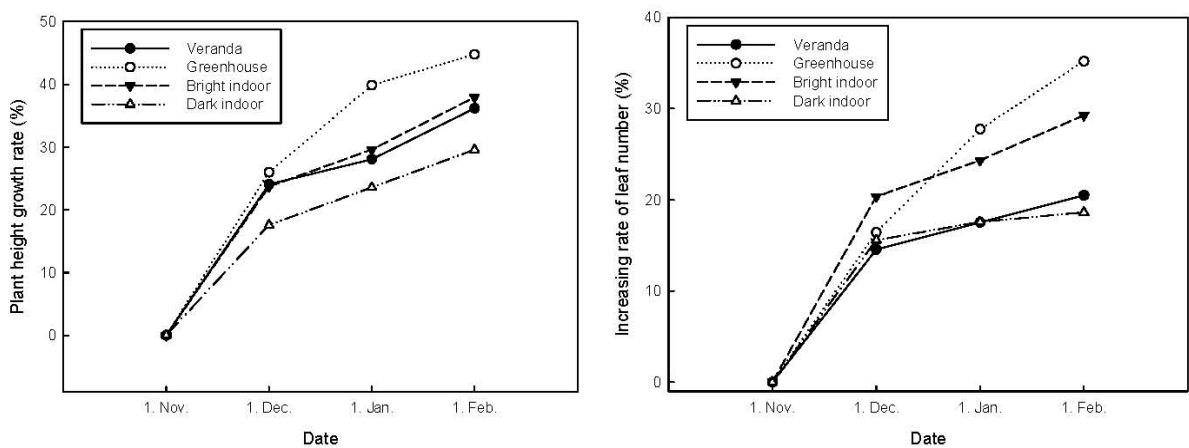 Plant height growth rate (%)
50
40
30
20
10
0
Veranda
Greenhouse
Bright indoor
Dark indoor
1. Nov.
1. Dec.
1. Jan.
1. Feb.
Date
Increasing rate of leaf number (%)
40
30
20
10
0
Veranda
Greenhouse
Bright indoor
Dark indoor
1. Nov.
1. Dec.
1. Jan.
1. Feb.
Date